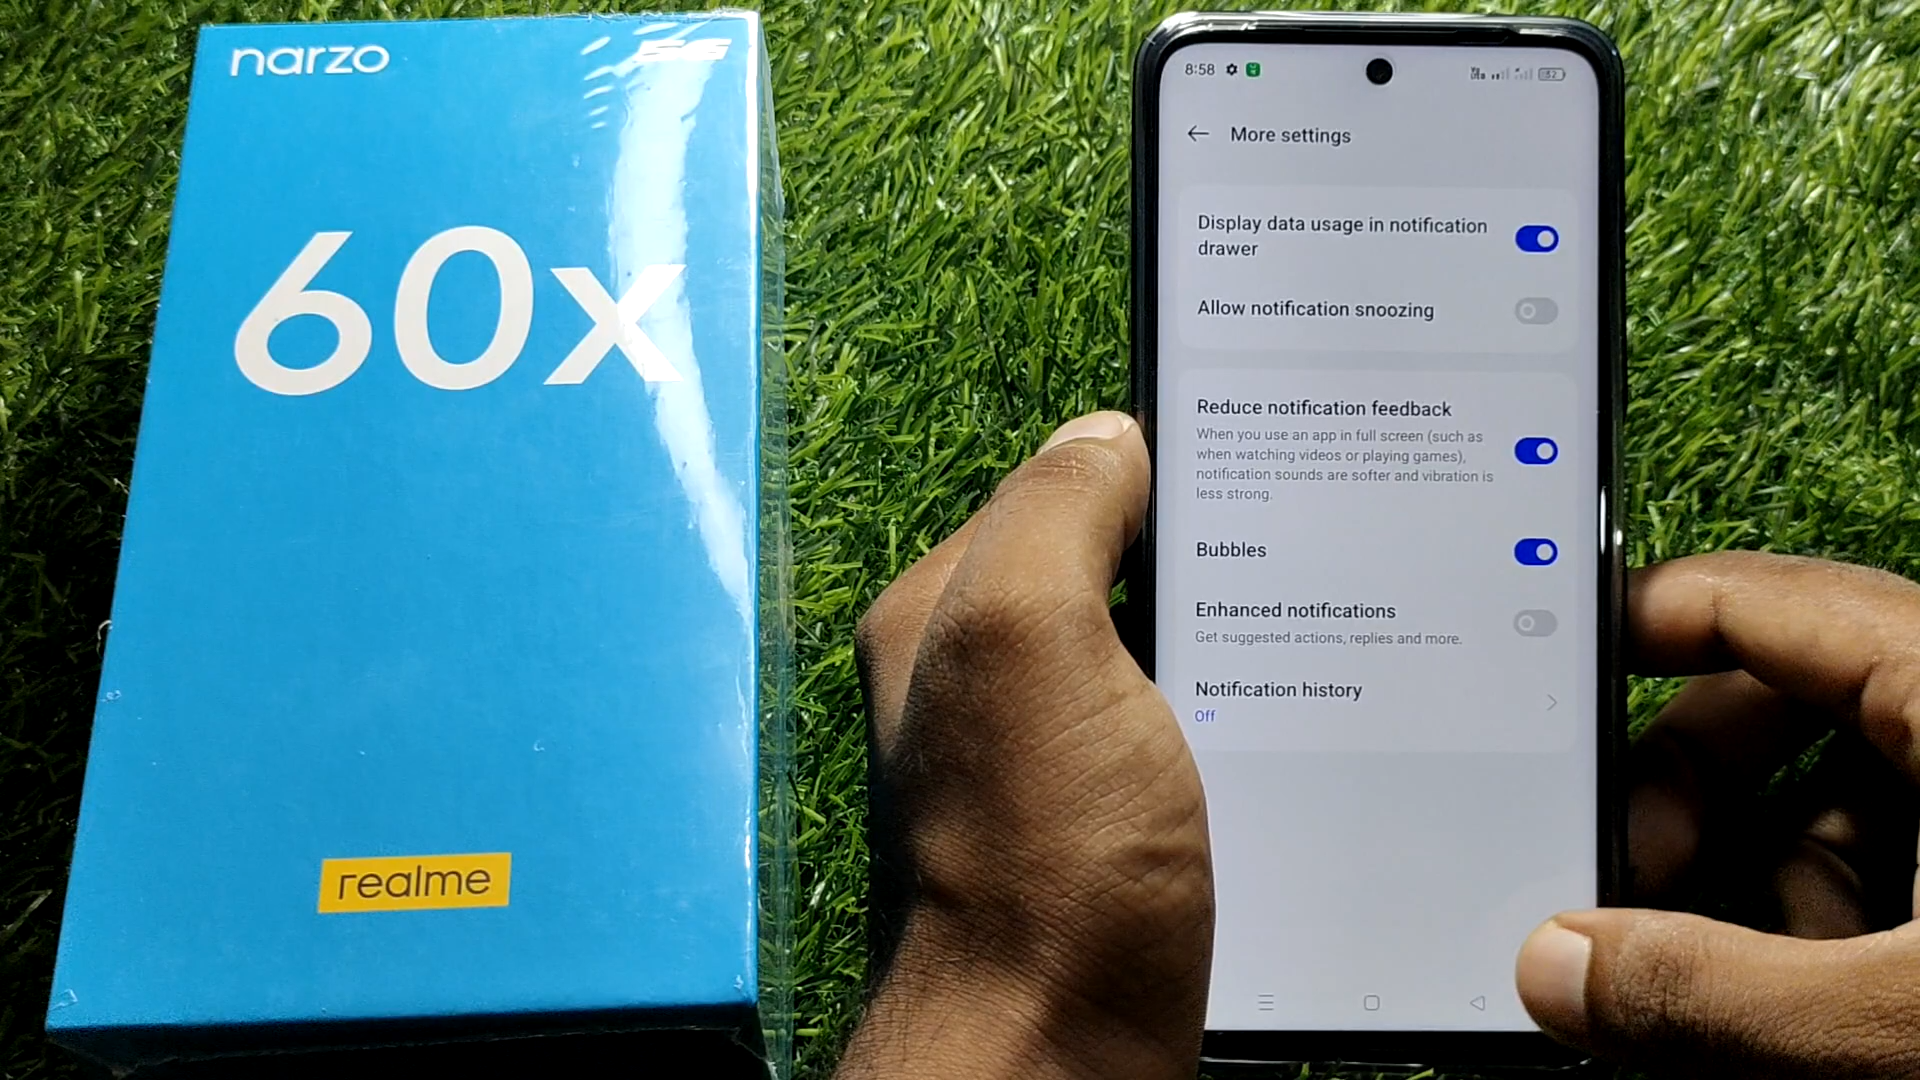 narzo
5G
60x
realme
8:58
52
More settings
Display data usage in notification
drawer
Allow notification snoozing
Reduce notification feedback
When you use an app in full screen (such as
when watching videos or playing games),
notification sounds are softer and vibration is
less strong.
Bubbles
Enhanced notifications
Get suggested actions, replies and more.
Notification history
Off